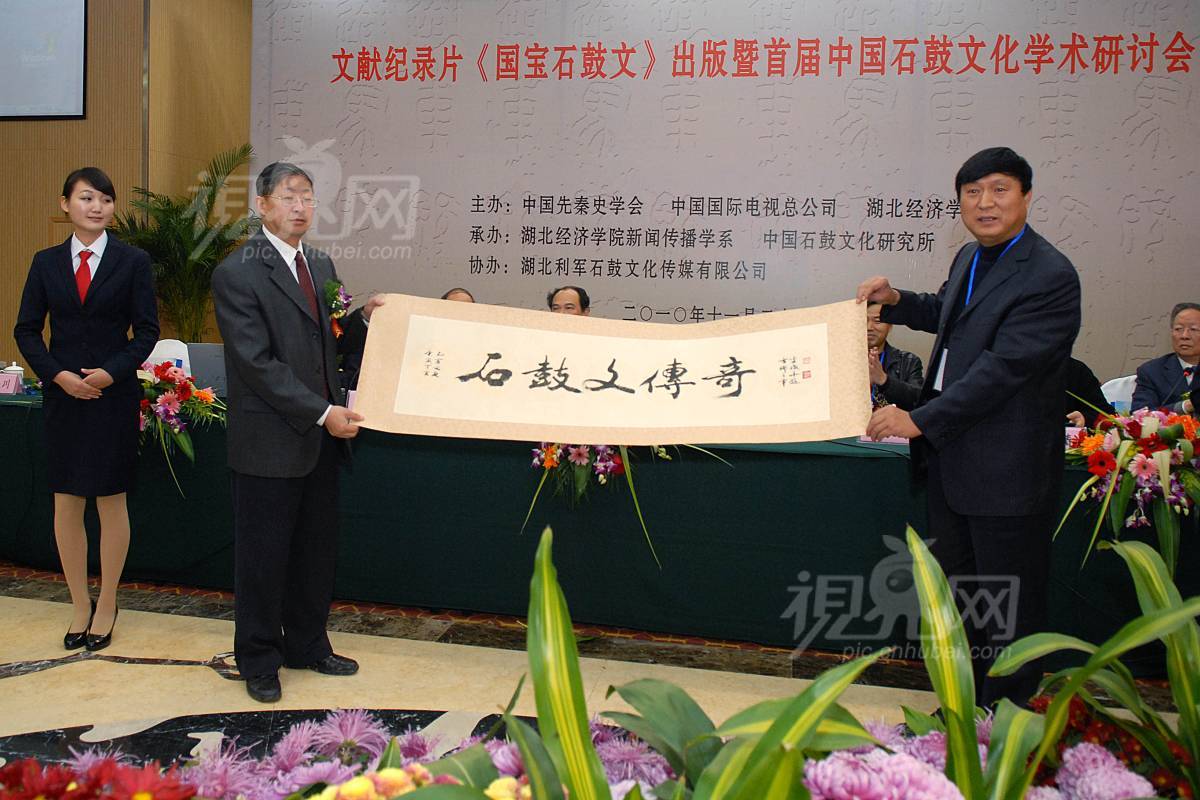 文献纪录片《国宝石鼓文》出版暨首届中国石鼓文化学术研讨会
主办：中国先秦史学会 中国国际电视总公司 湖北经济学
承办：湖北经济学院新闻传播学系 中国石鼓文化研究所
协办：湖北利军石鼓文化传媒有限公司
二〇一〇年十一月
石鼓文傳奇
川
視界网
pic.cnhubei.com
視界网
pic.cnhubei.com